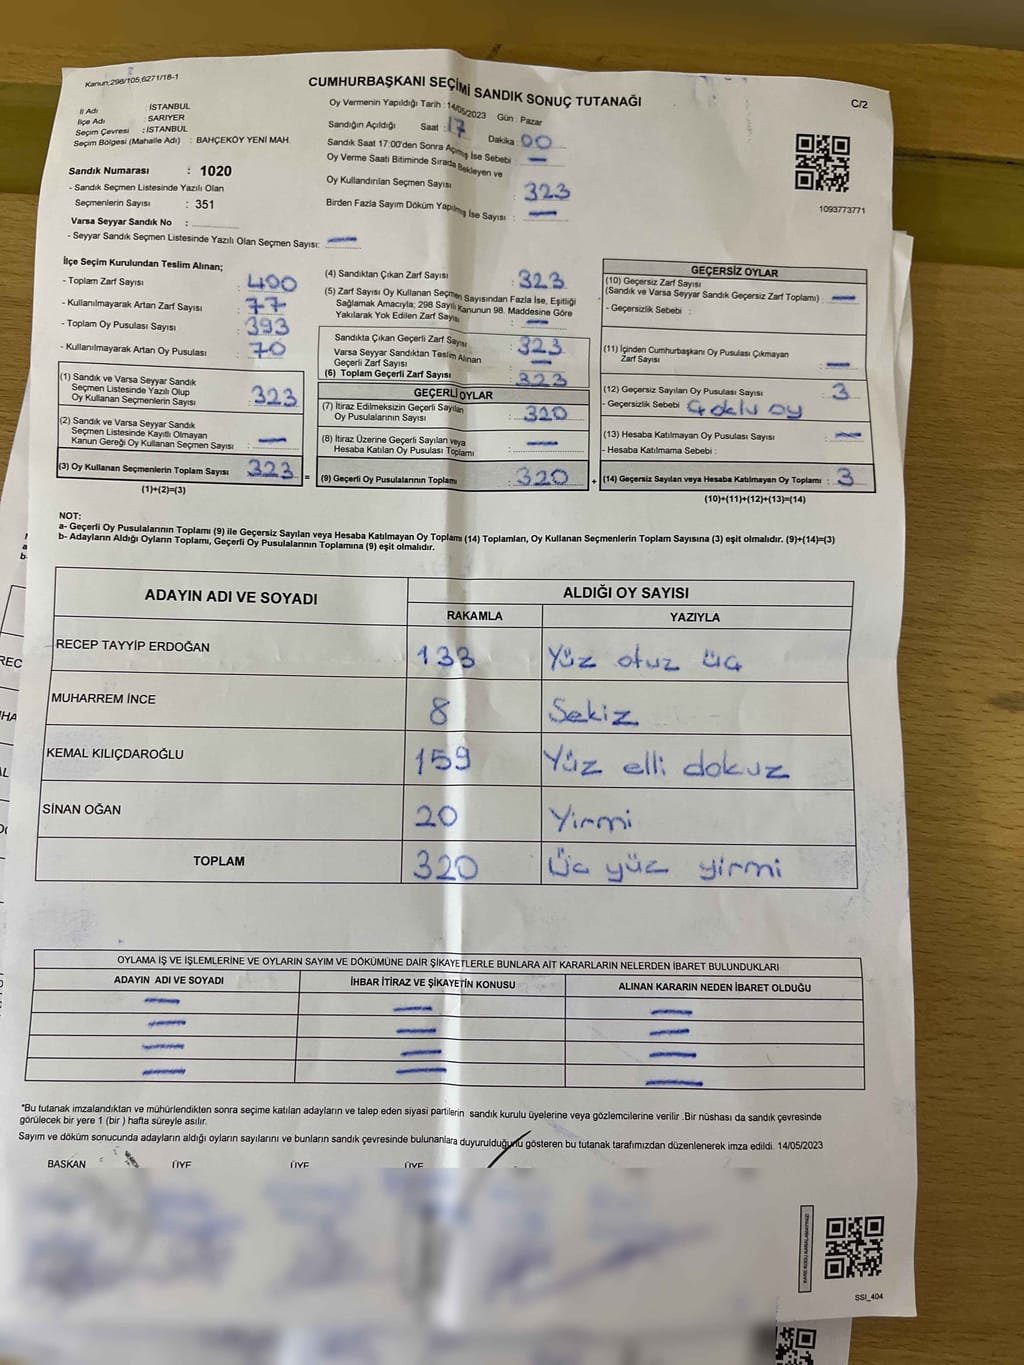 Kanun;298/105,6271/18-1
CUMHURBAŞKANI SEÇİMİ SANDIK SONUÇ TUTANAĞI
C/2
İl Adı : İSTANBUL
İlçe Adı : SARIYER
Seçim Çevresi : İSTANBUL
Seçim Bölgesi (Mahalle Adı) : BAHÇEKÖY YENİ MAH.
Sandık Numarası : 1020
- Sandık Seçmen Listesinde Yazılı Olan
Seçmenlerin Sayısı : 351
Varsa Seyyar Sandık No :
- Seyyar Sandık Seçmen Listesinde Yazılı Olan Seçmen Sayısı: —
Oy Vermenin Yapıldığı Tarih : 14/05/2023 Gün : Pazar
Sandığın Açıldığı Saat : 17 Dakika : 00
Sandık Saat 17:00'den Sonra Açılmış İse Sebebi : —
Oy Verme Saati Bitiminde Sırada Bekleyen ve
Oy Kullandırılan Seçmen Sayısı : 323
Birden Fazla Sayım Döküm Yapılmış İse Sayısı : —
1093773771
İlçe Seçim Kurulundan Teslim Alınan;
- Toplam Zarf Sayısı : 400
- Kullanılmayarak Artan Zarf Sayısı : 77
- Toplam Oy Pusulası Sayısı : 393
- Kullanılmayarak Artan Oy Pusulası : 70
(1) Sandık ve Varsa Seyyar Sandık
Seçmen Listesinde Yazılı Olup
Oy Kullanan Seçmenlerin Sayısı : 323
(2) Sandık ve Varsa Seyyar Sandık
Seçmen Listesinde Kayıtlı Olmayan
Kanun Gereği Oy Kullanan Seçmen Sayısı : —
(3) Oy Kullanan Seçmenlerin Toplam Sayısı : 323 =
(1)+(2)=(3)
(4) Sandıktan Çıkan Zarf Sayısı : 323
(5) Zarf Sayısı Oy Kullanan Seçmen Sayısından Fazla İse, Eşitliği
Sağlamak Amacıyla; 298 Sayılı Kanunun 98. Maddesine Göre
Yakılarak Yok Edilen Zarf Sayısı : —
Sandıkta Çıkan Geçerli Zarf Sayısı : 323
Varsa Seyyar Sandıktan Teslim Alınan
Geçerli Zarf Sayısı : —
(6) Toplam Geçerli Zarf Sayısı : 323
GEÇERLİ OYLAR
(7) İtiraz Edilmeksizin Geçerli Sayılan
Oy Pusulalarının Sayısı : 320
(8) İtiraz Üzerine Geçerli Sayılan veya
Hesaba Katılan Oy Pusulası Toplamı : —
(9) Geçerli Oy Pusulalarının Toplamı : 320 +
GEÇERSİZ OYLAR
(10) Geçersiz Zarf Sayısı
(Sandık ve Varsa Seyyar Sandık Geçersiz Zarf Toplamı) : —
- Geçersizlik Sebebi :
(11) İçinden Cumhurbaşkanı Oy Pusulası Çıkmayan
Zarf Sayısı : —
(12) Geçersiz Sayılan Oy Pusulası Sayısı : 3
- Geçersizlik Sebebi : oy
(13) Hesaba Katılmayan Oy Pusulası Sayısı : —
- Hesaba Katılmama Sebebi :
(14) Geçersiz Sayılan veya Hesaba Katılmayan Oy Toplamı : 3
(10)+(11)+(12)+(13)=(14)
NOT:
a- Geçerli Oy Pusulalarının Toplamı (9) ile Geçersiz Sayılan veya Hesaba Katılmayan Oy Toplamı (14) Toplamları, Oy Kullanan Seçmenlerin Toplam Sayısına (3) eşit olmalıdır. (9)+(14)=(3)
b- Adayların Aldığı Oyların Toplamı, Geçerli Oy Pusulalarının Toplamına (9) eşit olmalıdır.
ADAYIN ADI VE SOYADI ALDIĞI OY SAYISI
RAKAMLA YAZIYLA
RECEP TAYYİP ERDOĞAN 133 Yüz otuz üç
MUHARREM İNCE 8 Sekiz
KEMAL KILIÇDAROĞLU 159 Yüz elli dokuz
SİNAN OĞAN 20 Yirmi
TOPLAM 320 Üç yüz yirmi
OYLAMA İŞ VE İŞLEMLERİNE VE OYLARIN SAYIM VE DÖKÜMÜNE DAİR ŞİKAYETLERLE BUNLARA AİT KARARLARIN NELERDEN İBARET BULUNDUKLARI
ADAYIN ADI VE SOYADI İHBAR İTİRAZ VE ŞİKAYETİN KONUSU ALINAN KARARIN NEDEN İBARET OLDUĞU
— — —
— — —
— — —
— — —
*Bu tutanak imzalandıktan ve mühürlendikten sonra seçime katılan adayların ve talep eden siyasi partilerin sandık kurulu üyelerine veya gözlemcilerine verilir .Bir nüshası da sandık çevresinde
görülecek bir yere 1 (bir ) hafta süreyle asılır.
Sayım ve döküm sonucunda adayların aldığı oyların sayılarını ve bunların sandık çevresinde bulunanlara duyurulduğunu gösteren bu tutanak tarafımızdan düzenlenerek imza edildi. 14/05/2023
BAŞKAN ÜYE ÜYE ÜYE
SSI_404